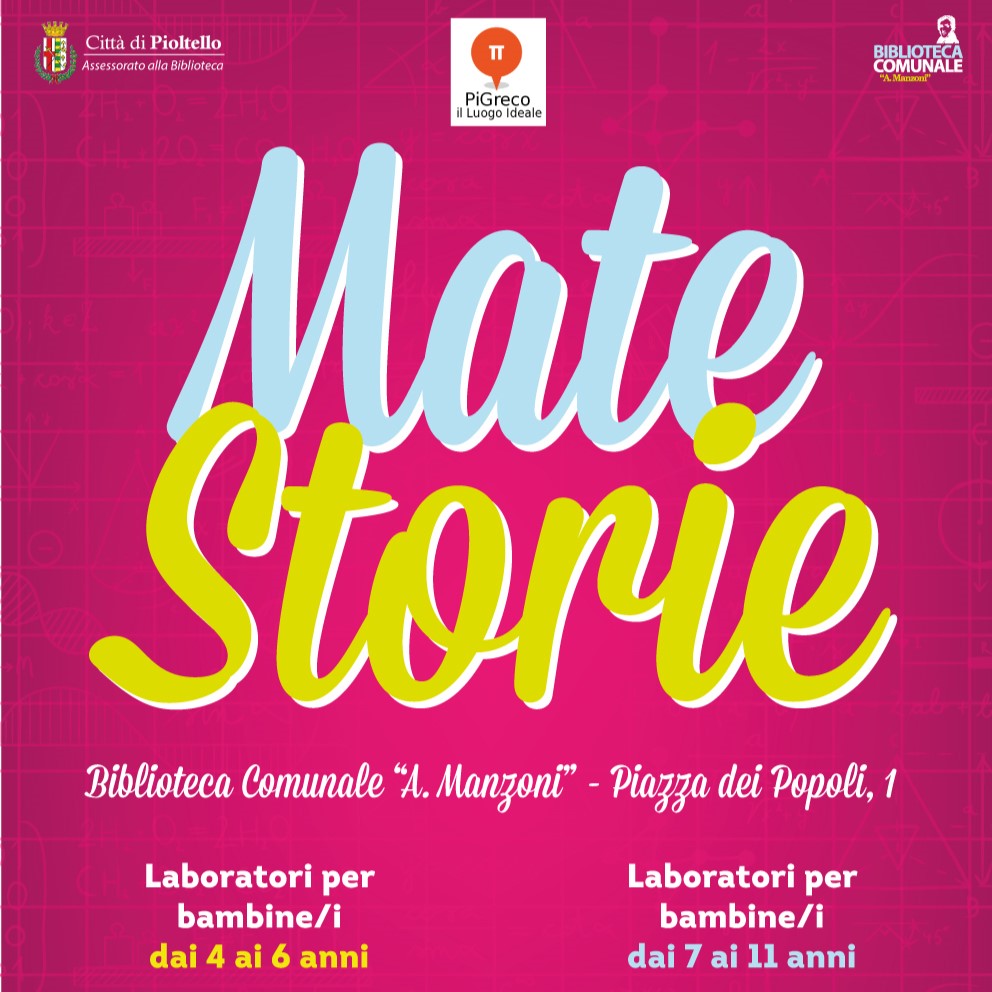 Città di Pioltello
Assessorato alla Biblioteca
π
PiGreco
il Luogo Ideale
BIBLIOTECA
COMUNALE
"A. Manzoni"
Mate
Storie
Biblioteca Comunale “A. Manzoni” - Piazza dei Popoli, 1
Laboratori per
bambine/i
dai 4 ai 6 anni
Laboratori per
bambine/i
dai 7 ai 11 anni